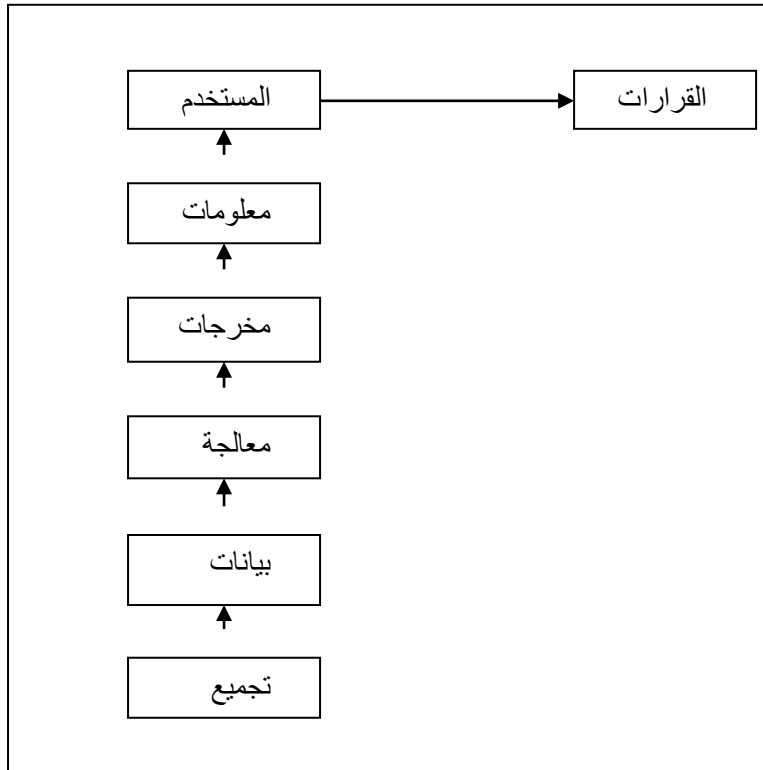 المستخدم
القرارات
معلومات
مخرجات
معالجة
بيانات
تجميع